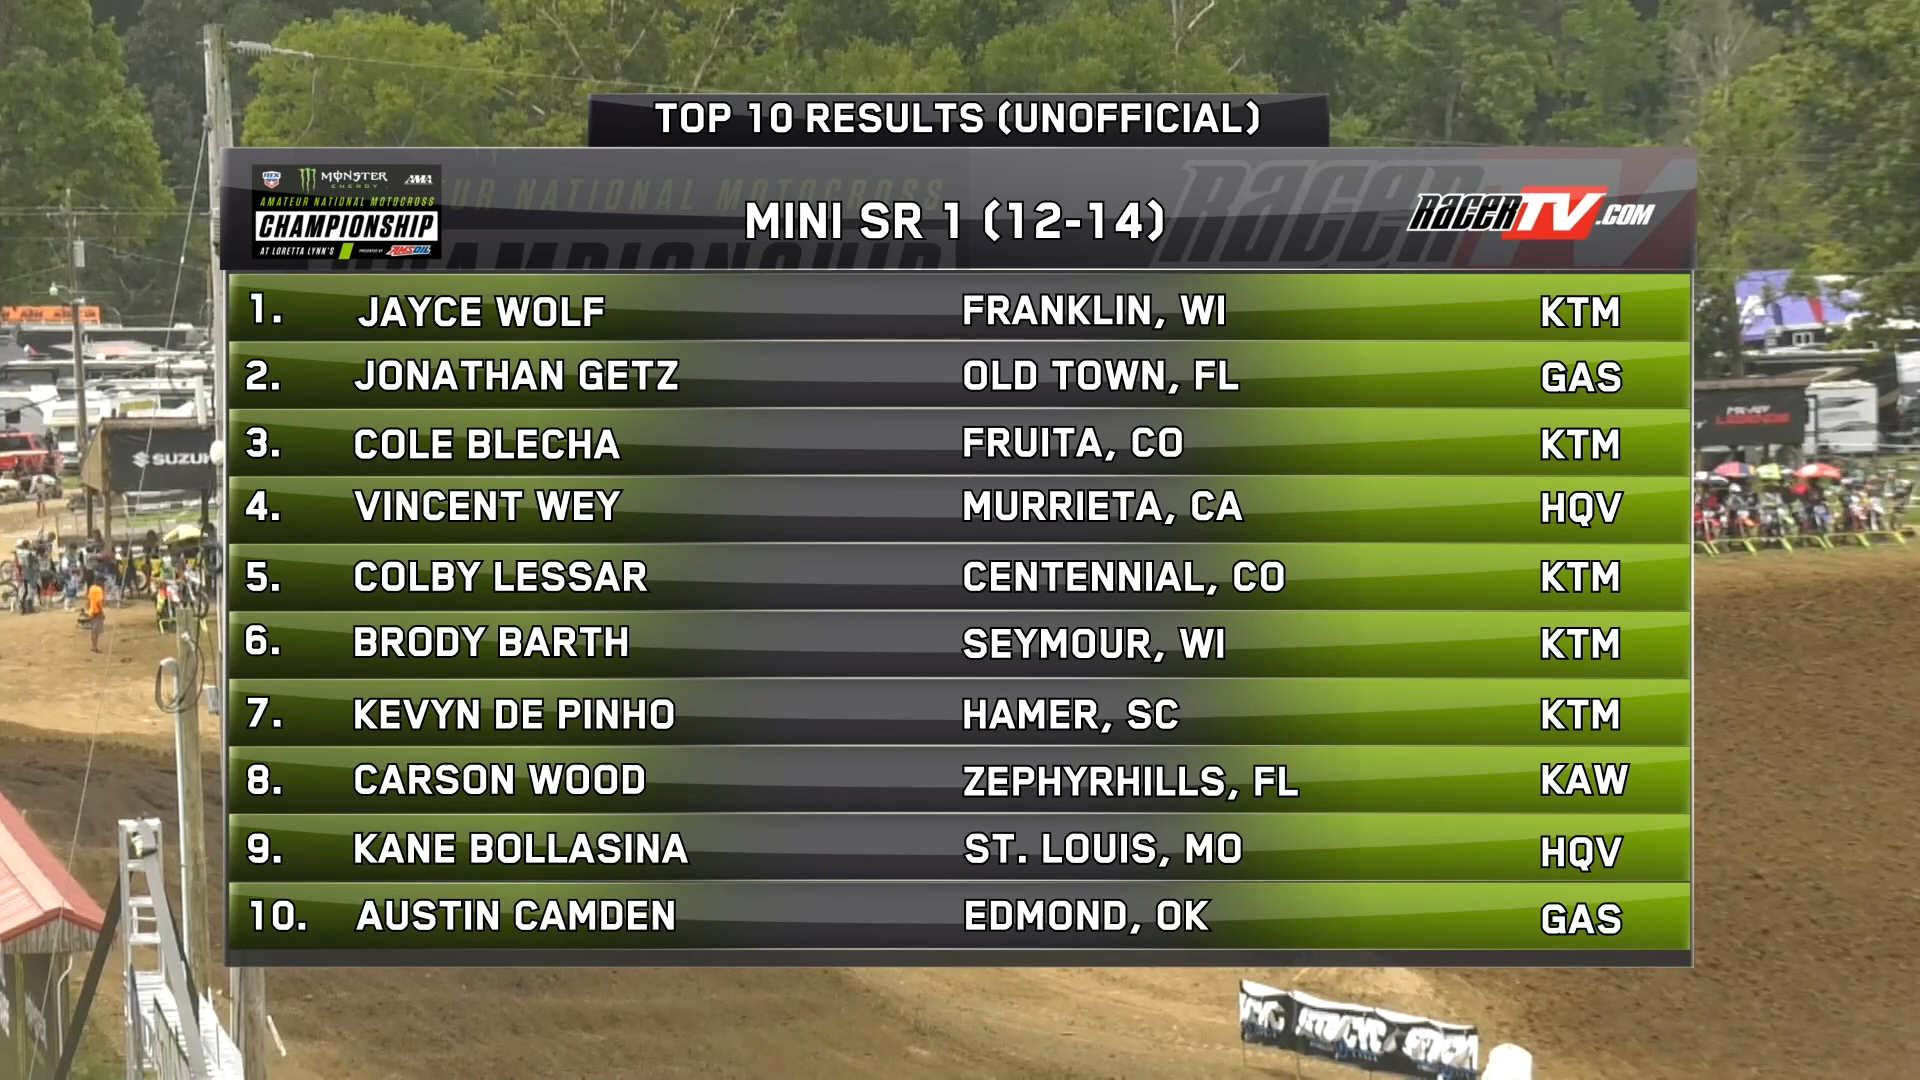 TOP 10 RESULTS (UNOFFICIAL)
MX MONSTER ENERGY AMA
AMATEUR NATIONAL MOTOCROSS
CHAMPIONSHIP
AT LORETTA LYNN'S PRESENTED BY AMSOIL
MINI SR 1 (12-14)
RACERTV.COM
1. JAYCE WOLF FRANKLIN, WI KTM
2. JONATHAN GETZ OLD TOWN, FL GAS
3. COLE BLECHA FRUITA, CO KTM
4. VINCENT WEY MURRIETA, CA HQV
5. COLBY LESSAR CENTENNIAL, CO KTM
6. BRODY BARTH SEYMOUR, WI KTM
7. KEVYN DE PINHO HAMER, SC KTM
8. CARSON WOOD ZEPHYRHILLS, FL KAW
9. KANE BOLLASINA ST. LOUIS, MO HQV
10. AUSTIN CAMDEN EDMOND, OK GAS
SUZU